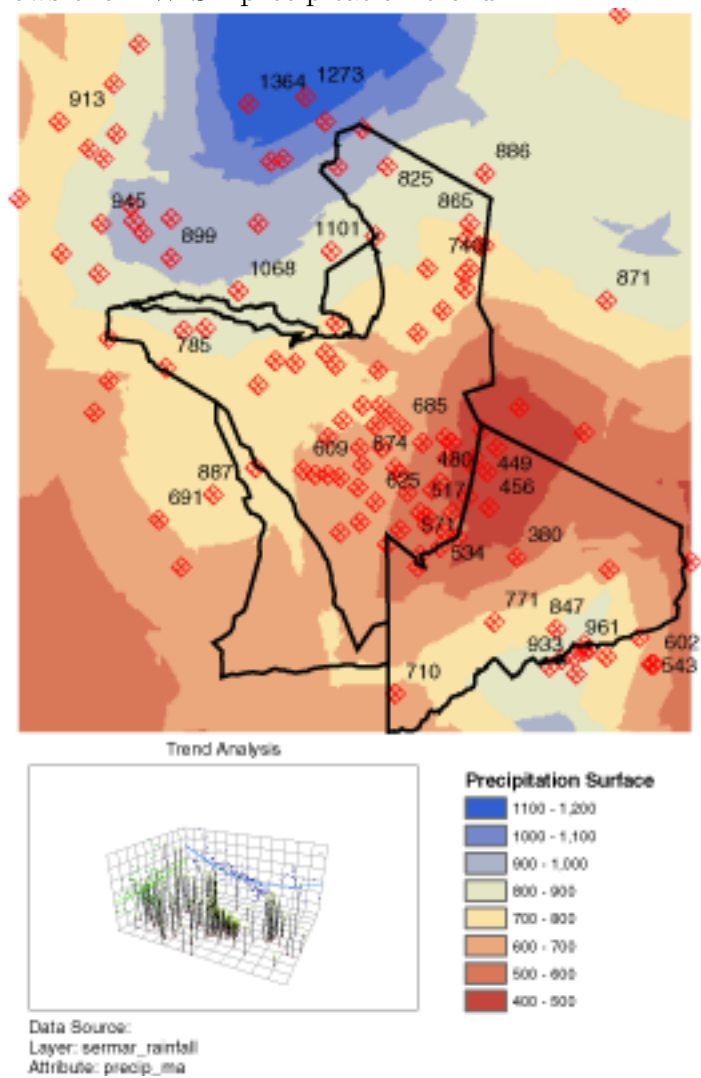 1364 1273
913
886
825
945
865
899
1101
740
1068
871
785
685
609 674
480
449
887
625
691
517
456
571
534
380
771
847
961
933
602
543
710
Trend Analysis
Precipitation Surface
1100 - 1,200
1000 - 1,100
900 - 1,000
800 - 900
700 - 800
600 - 700
500 - 600
400 - 500
Data Source:
Layer: sermar_rainfall
Attribute: precip_ma